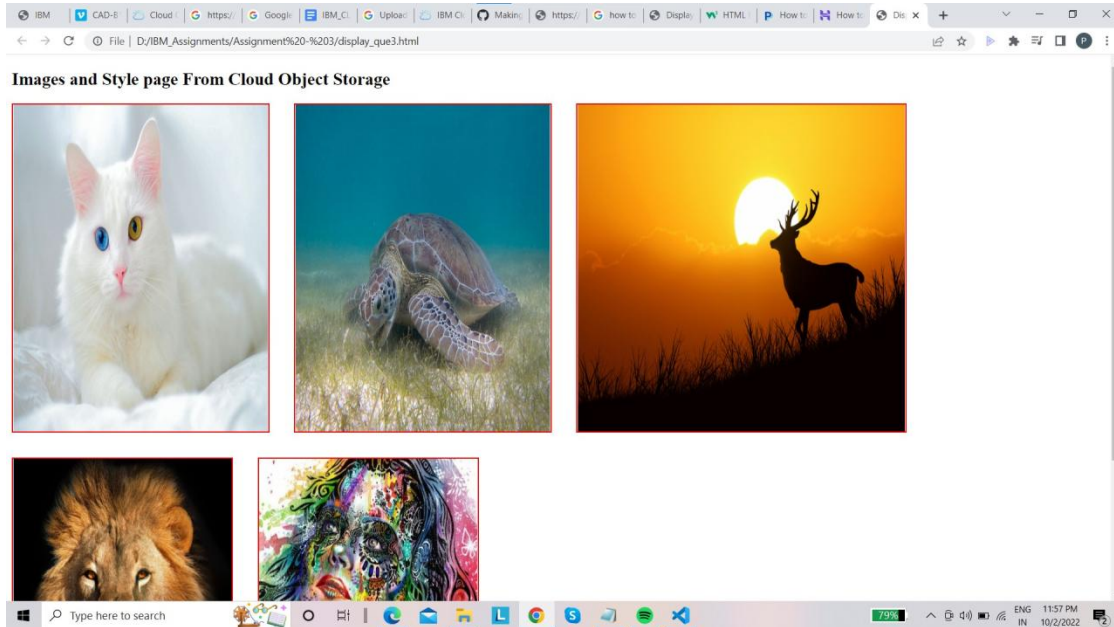 IBM
CAD-B
Cloud
https://
Google
IBM_CL
Upload
IBM Cl
Making
https://
how to
Display
HTML
How to
How to
Dis
File | D:/IBM_Assignments/Assignment%20-%203/display_que3.html
P
Images and Style page From Cloud Object Storage
Type here to search
79%
ENG
IN
11:57 PM
10/2/2022
2